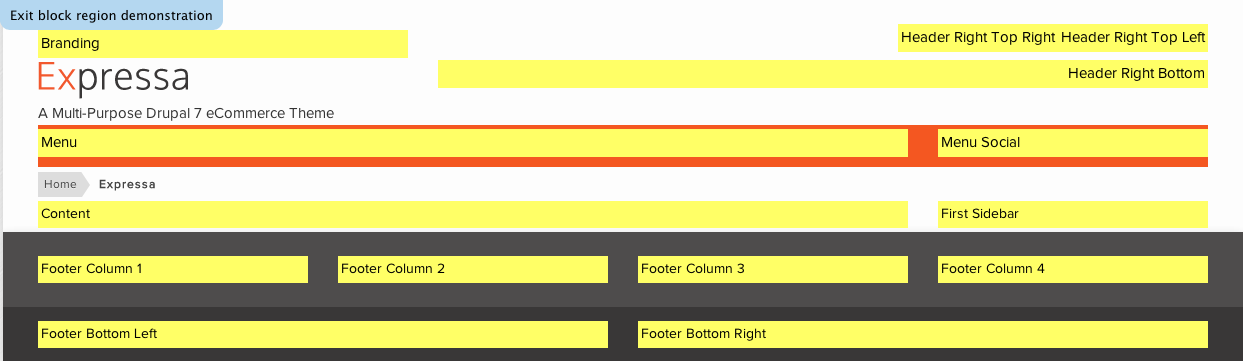 Exit block region demonstration
Branding
Header Right Top Right Header Right Top Left
Expressa
Header Right Bottom
A Multi-Purpose Drupal 7 eCommerce Theme
Menu
Menu Social
Home Expressa
Content
First Sidebar
Footer Column 1
Footer Column 2
Footer Column 3
Footer Column 4
Footer Bottom Left
Footer Bottom Right